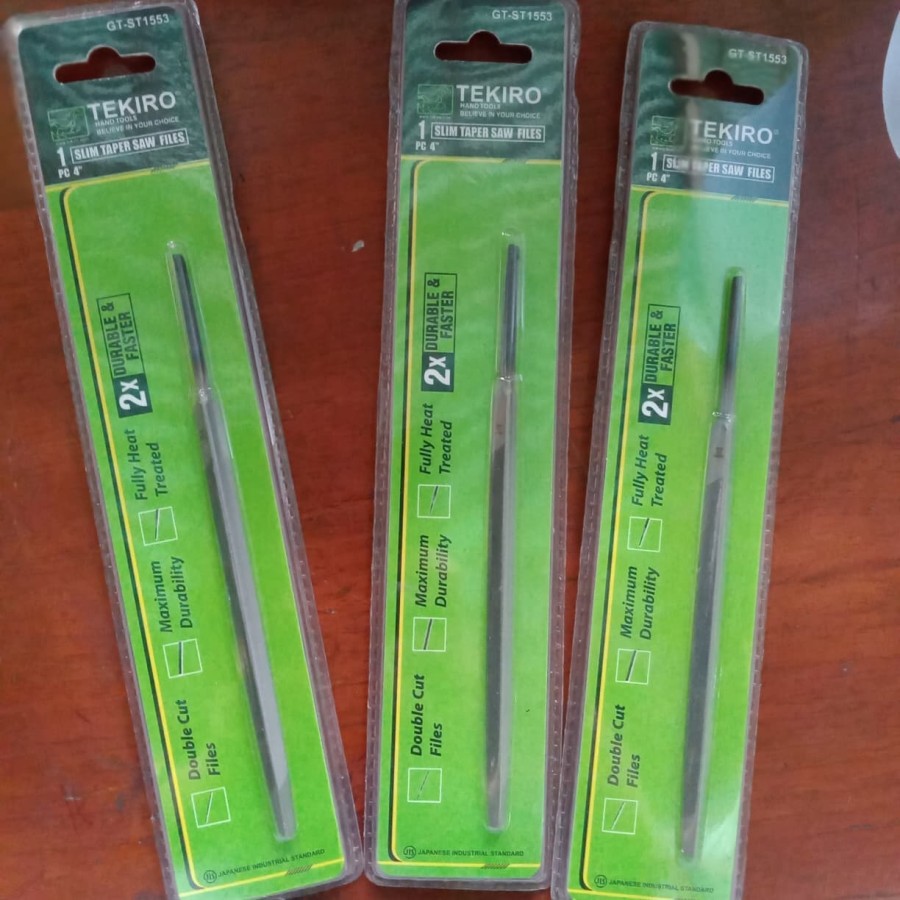 GT-ST1553
TEKIRO
HAND TOOLS
BELIEVE IN YOUR CHOICE
1 PC 4" SLIM TAPER SAW FILES
2X DURABLE & FASTER
Fully Heat Treated
Maximum Durability
Double Cut Files
JIS JAPANESE INDUSTRIAL STANDARD
GT-ST1553
TEKIRO
HAND TOOLS
BELIEVE IN YOUR CHOICE
1 PC 4" SLIM TAPER SAW FILES
2X DURABLE & FASTER
Fully Heat Treated
Maximum Durability
Double Cut Files
JIS JAPANESE INDUSTRIAL STANDARD
GT-ST1553
TEKIRO
HAND TOOLS
BELIEVE IN YOUR CHOICE
1 PC 4" SLIM TAPER SAW FILES
2X DURABLE & FASTER
Fully Heat Treated
Maximum Durability
Double Cut Files
JIS JAPANESE INDUSTRIAL STANDARD